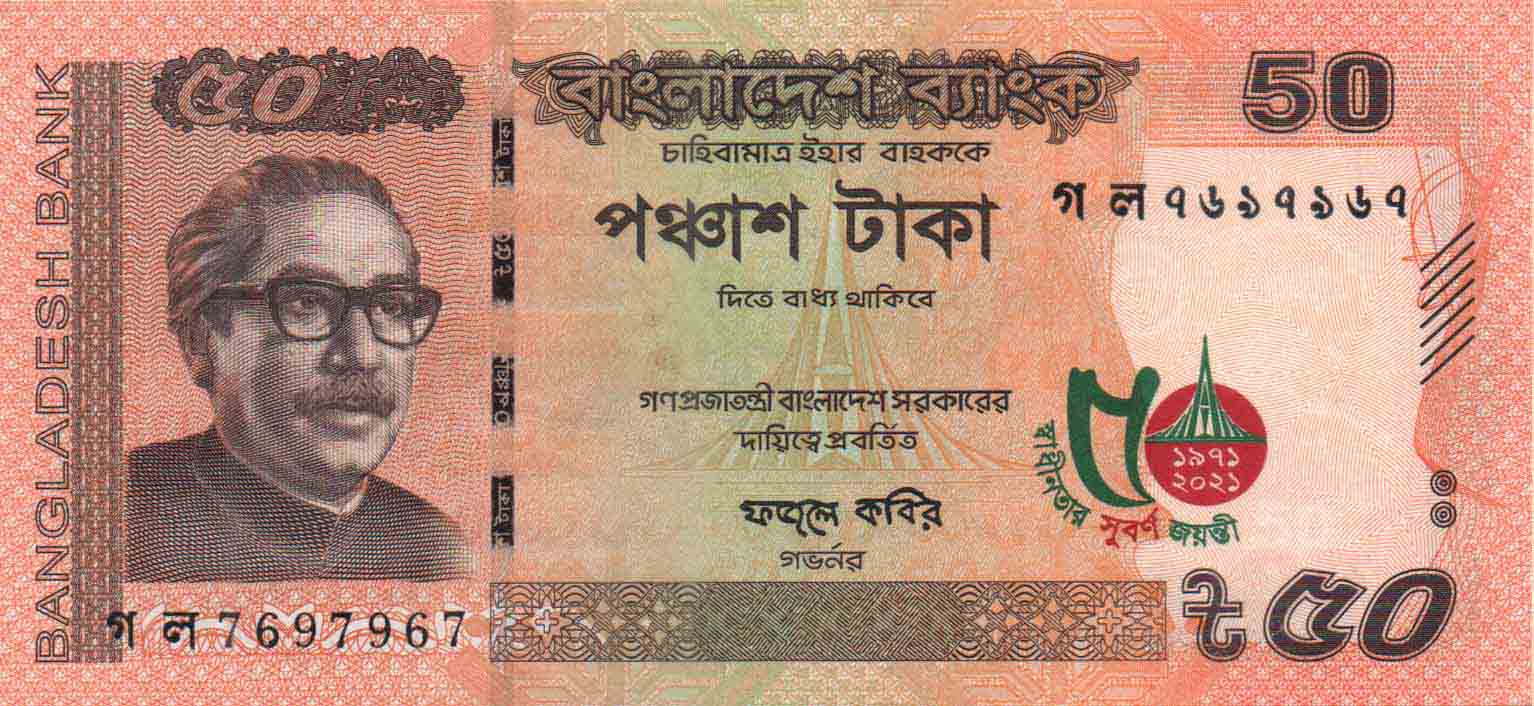 BANGLADESH BANK
৫০
বাংলাদেশ ব্যাংক
50
চাহিবামাত্র ইহার বাহককে
পঞ্চাশ টাকা
গ ল ৭৬৯৭৯৬৭
দিতে বাধ্য থাকিবে
গণপ্রজাতন্ত্রী বাংলাদেশ সরকারের
দায়িত্বে প্রবর্তিত
৫
১৯৭১
২০২১
স্বাধীনতার সুবর্ণ জয়ন্তী
ফজলে কবির
গভর্নর
গ ল 7697967
৳৫০